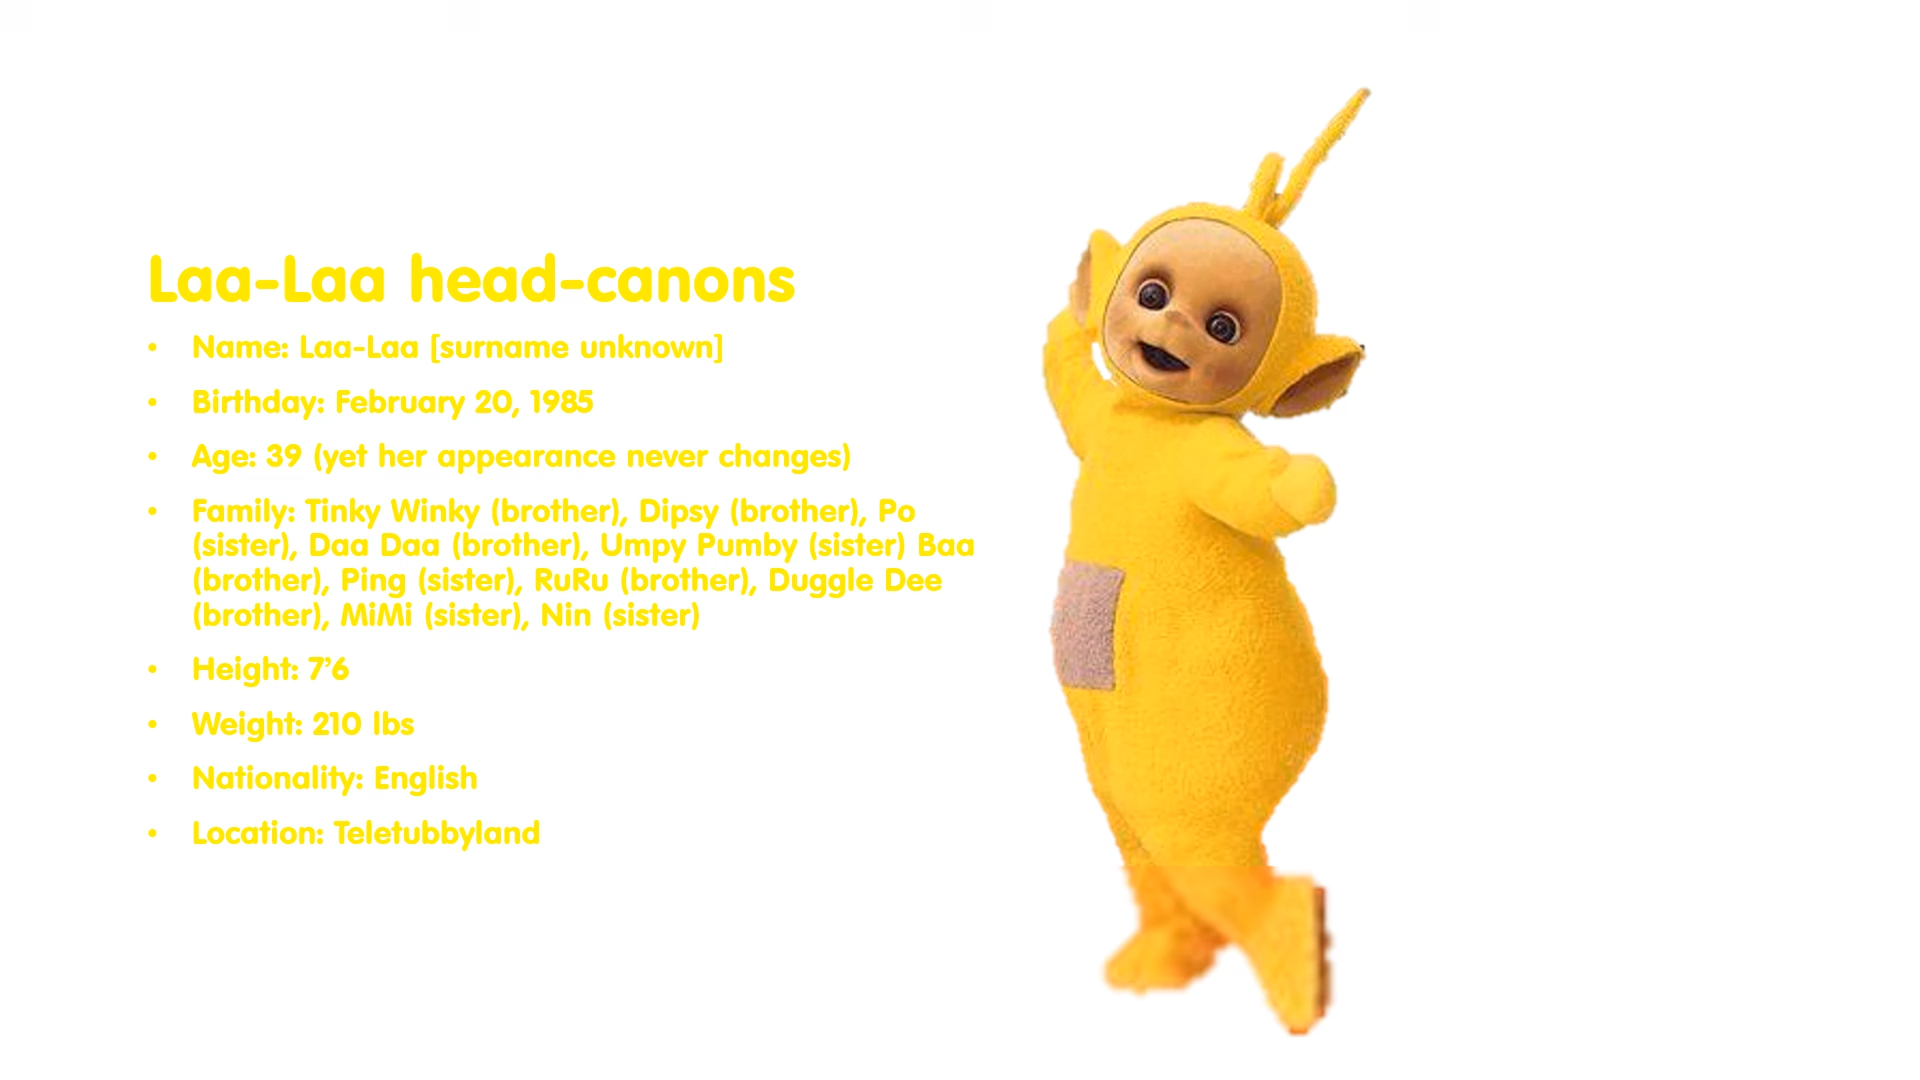 Laa-Laa head-canons
• Name: Laa-Laa [surname unknown]
• Birthday: February 20, 1985
• Age: 39 (yet her appearance never changes)
• Family: Tinky Winky (brother), Dipsy (brother), Po
(sister), Daa Daa (brother), Umpy Pumby (sister) Baa
(brother), Ping (sister), RuRu (brother), Duggle Dee
(brother), MiMi (sister), Nin (sister)
• Height: 7’6
• Weight: 210 lbs
• Nationality: English
• Location: Teletubbyland